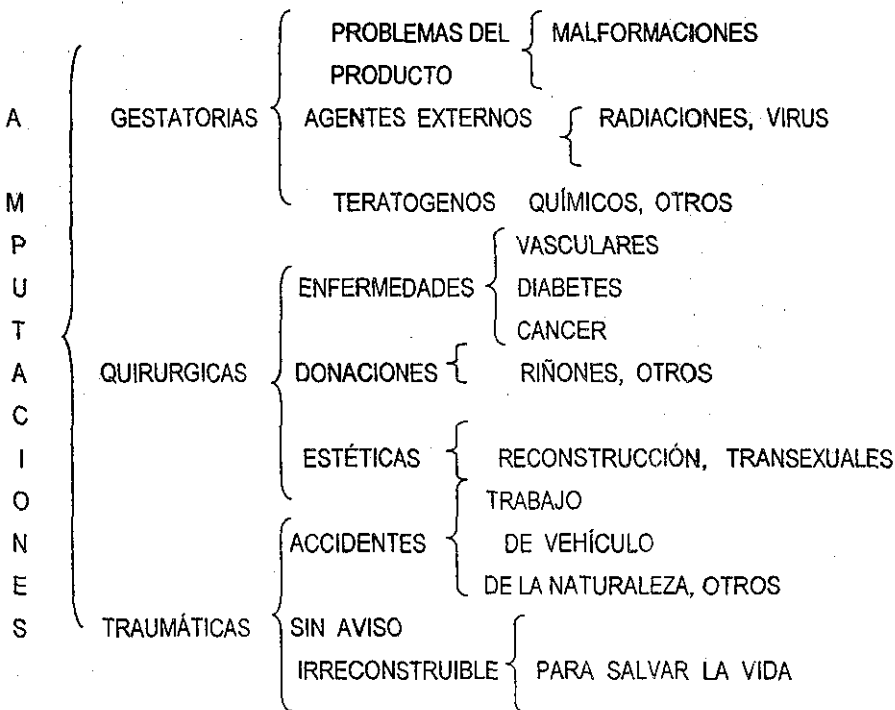 PROBLEMAS DEL MALFORMACIONES
PRODUCTO
AMPUTACIONES
GESTATORIAS AGENTES EXTERNOS RADIACIONES, VIRUS
TERATOGENOS QUÍMICOS, OTROS
VASCULARES
ENFERMEDADES DIABETES
CANCER
QUIRURGICAS DONACIONES RIÑONES, OTROS
ESTÉTICAS RECONSTRUCCIÓN, TRANSEXUALES
TRABAJO
ACCIDENTES DE VEHÍCULO
DE LA NATURALEZA, OTROS
TRAUMÁTICAS SIN AVISO
IRRECONSTRUIBLE PARA SALVAR LA VIDA